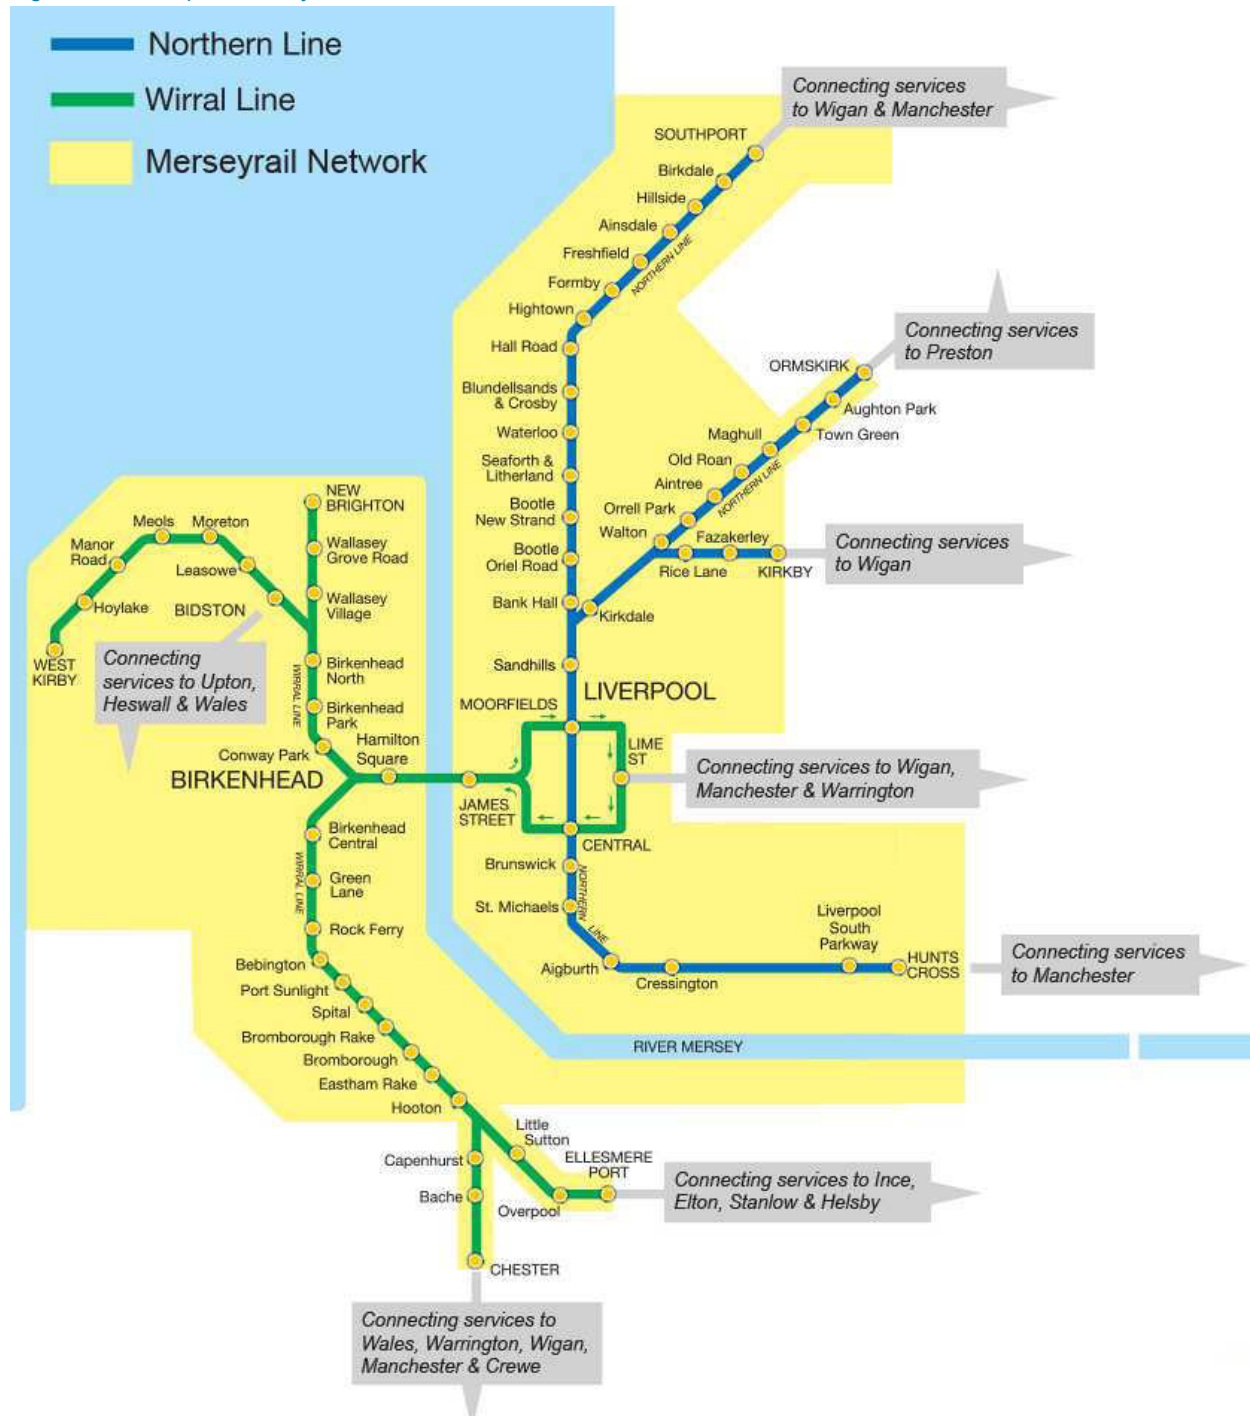 Northern Line
Wirral Line
Merseyrail Network
Connecting services
to Wigan & Manchester
SOUTHPORT
Birkdale
Hillside
Ainsdale
Freshfield
NORTHERN LINE
Formby
Hightown
Hall Road
Blundellsands
& Crosby
Waterloo
Seaforth &
Litherland
Bootle
New Strand
Bootle
Oriel Road
Bank Hall
Connecting services
to Preston
ORMSKIRK
Aughton Park
Town Green
Maghull
Old Roan
NORTHERN LINE
Aintree
Orrell Park
Walton
Fazakerley
Rice Lane
KIRKBY
Connecting services
to Wigan
Kirkdale
Sandhills
LIVERPOOL
MOORFIELDS
LIME
ST
Connecting services to Wigan,
Manchester & Warrington
JAMES
STREET
CENTRAL
Brunswick
NORTHERN
LINE
St. Michaels
Aigburth
Cressington
Liverpool
South
Parkway
HUNTS
CROSS
Connecting services
to Manchester
RIVER MERSEY
NEW
BRIGHTON
Wallasey
Grove Road
Wallasey
Village
Meols
Moreton
Manor
Road
Leasowe
Hoylake
BIDSTON
WEST
KIRBY
Connecting
services to Upton,
Heswall & Wales
Birkenhead
North
WIRRAL LINE
Birkenhead
Park
Conway Park
Hamilton
Square
BIRKENHEAD
Birkenhead
Central
WIRRAL LINE
Green
Lane
Rock Ferry
Bebington
Port Sunlight
Spital
Bromborough Rake
Bromborough
Eastham Rake
Hooton
Little
Sutton
ELLESMERE
PORT
Capenhurst
Bache
Overpool
Connecting services to Ince,
Elton, Stanlow & Helsby
CHESTER
Connecting services to
Wales, Warrington, Wigan,
Manchester & Crewe